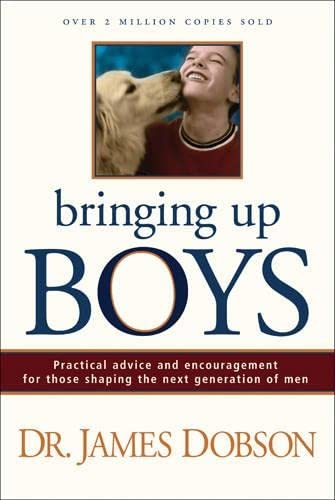 OVER 2 MILLION COPIES SOLD
bringing up
BOYS
Practical advice and encouragement
for those shaping the next generation of men
DR. JAMES DOBSON